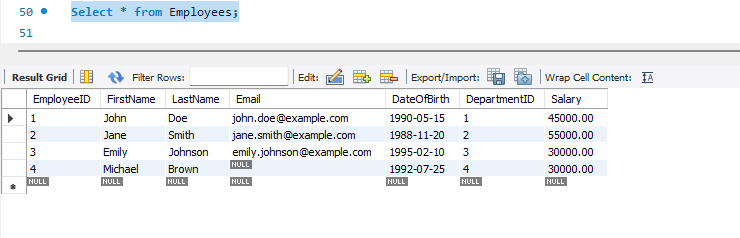 50 Select * from Employees;
51
Result Grid Filter Rows: Edit: Export/Import: Wrap Cell Content: IA
EmployeeID FirstName LastName Email DateOfBirth DepartmentID Salary
1 John Doe john.doe@example.com 1990-05-15 1 45000.00
2 Jane Smith jane.smith@example.com 1988-11-20 2 55000.00
3 Emily Johnson emily.johnson@example.com 1995-02-10 3 30000.00
4 Michael Brown NULL 1992-07-25 4 30000.00
NULL NULL NULL NULL NULL NULL NULL